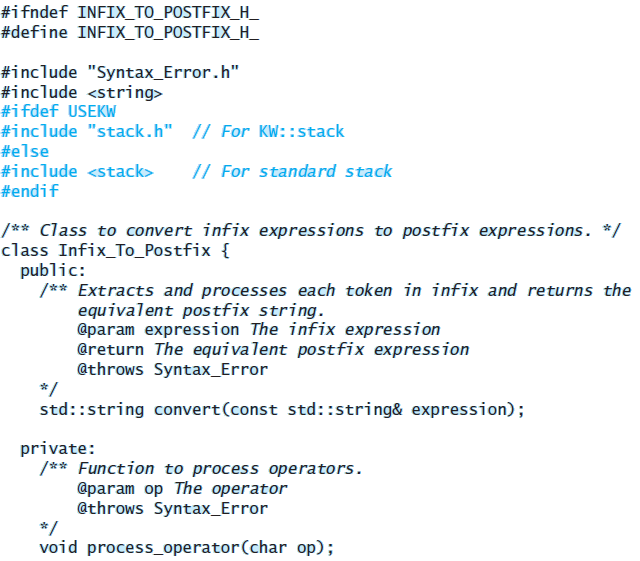 #ifndef INFIX_TO_POSTFIX_H_
#define INFIX_TO_POSTFIX_H_

#include "Syntax_Error.h"
#include <string>
#ifdef USEKW
#include "stack.h"  // For KW::stack
#else
#include <stack>    // For standard stack
#endif

/** Class to convert infix expressions to postfix expressions. */
class Infix_To_Postfix {
  public:
    /** Extracts and processes each token in infix and returns the
        equivalent postfix string.
        @param expression The infix expression
        @return The equivalent postfix expression
        @throws Syntax_Error
    */
    std::string convert(const std::string& expression);

  private:
    /** Function to process operators.
        @param op The operator
        @throws Syntax_Error
    */
    void process_operator(char op);